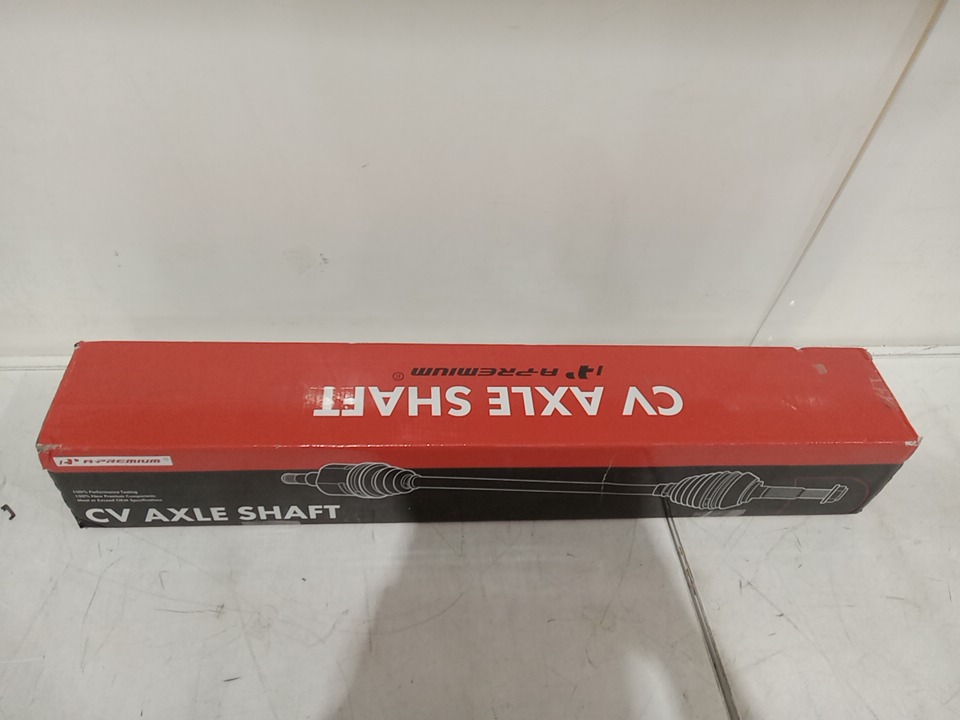 A-PREMIUM®
CV AXLE SHAFT
A-PREMIUM
100% Performance Testing
100% New Premium Components
Meet or Exceed OEM Specifications
CV AXLE SHAFT